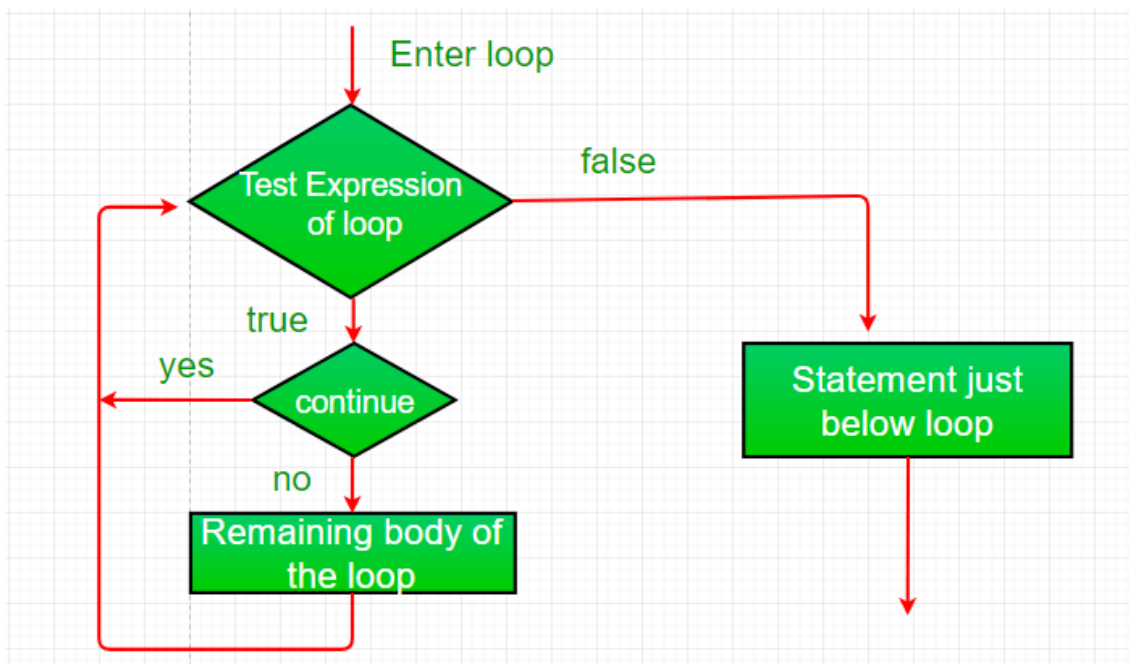 Enter loop
false
Test Expression
of loop
true
yes
continue
Statement just
below loop
no
Remaining body of
the loop